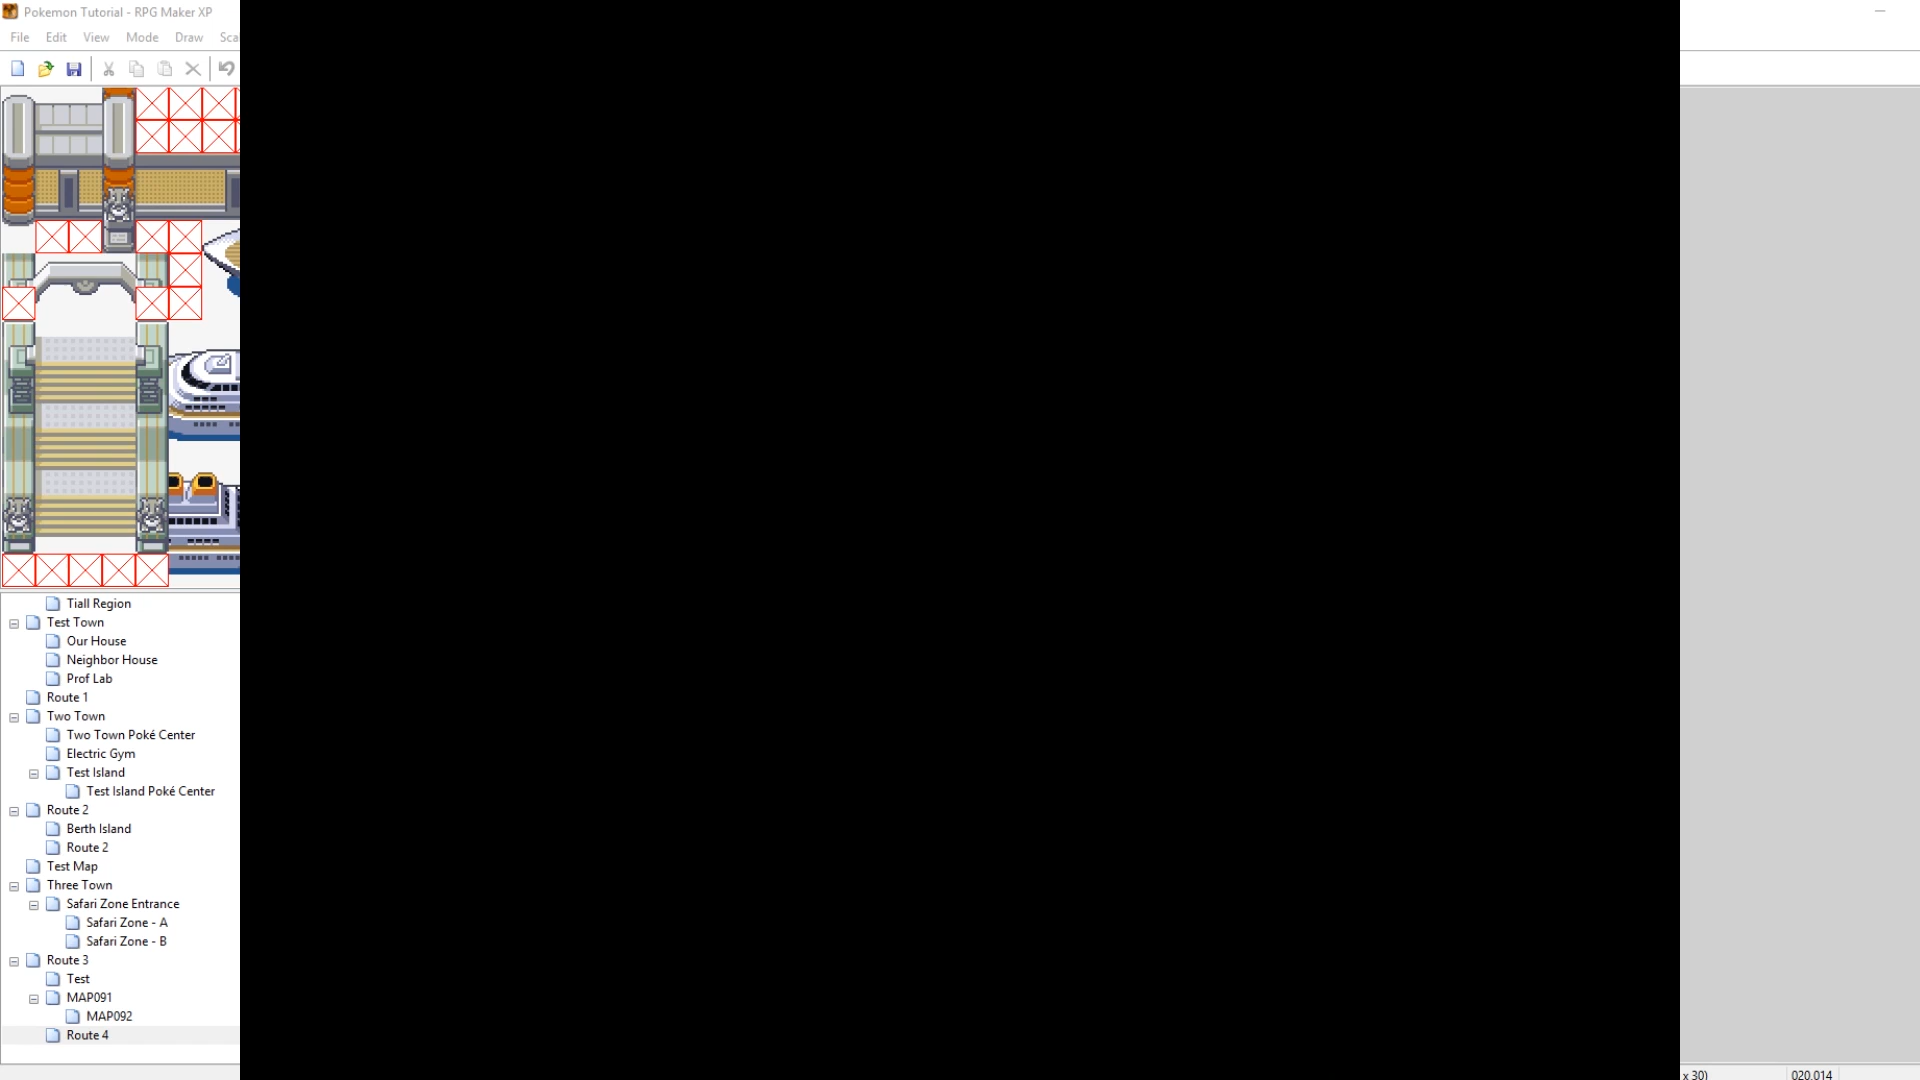 Pokemon Tutorial - RPG Maker XP
File Edit View Mode Draw
Tiall Region
Test Town
Our House
Neighbor House
Prof Lab
Route 1
Two Town
Two Town Poké Center
Electric Gym
Test Island
Test Island Poké Center
Route 2
Berth Island
Route 2
Test Map
Three Town
Safari Zone Entrance
Safari Zone - A
Safari Zone - B
Route 3
Test
MAP091
MAP092
Route 4
x 30) 020.014